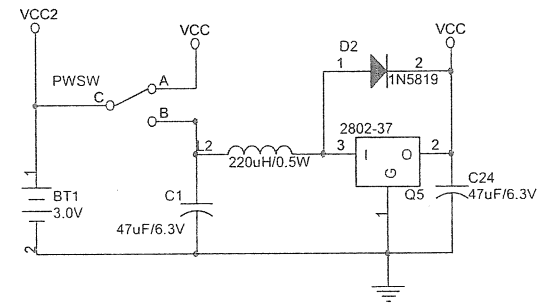 VCC2
VCC
VCC
D2
1
2
1N5819
PWSW
A
C
B
2802-37
L2
220uH/0.5W
3
I
O
2
G
Q5
1
BT1
3.0V
2
C1
47uF/6.3V
C24
47uF/6.3V
1